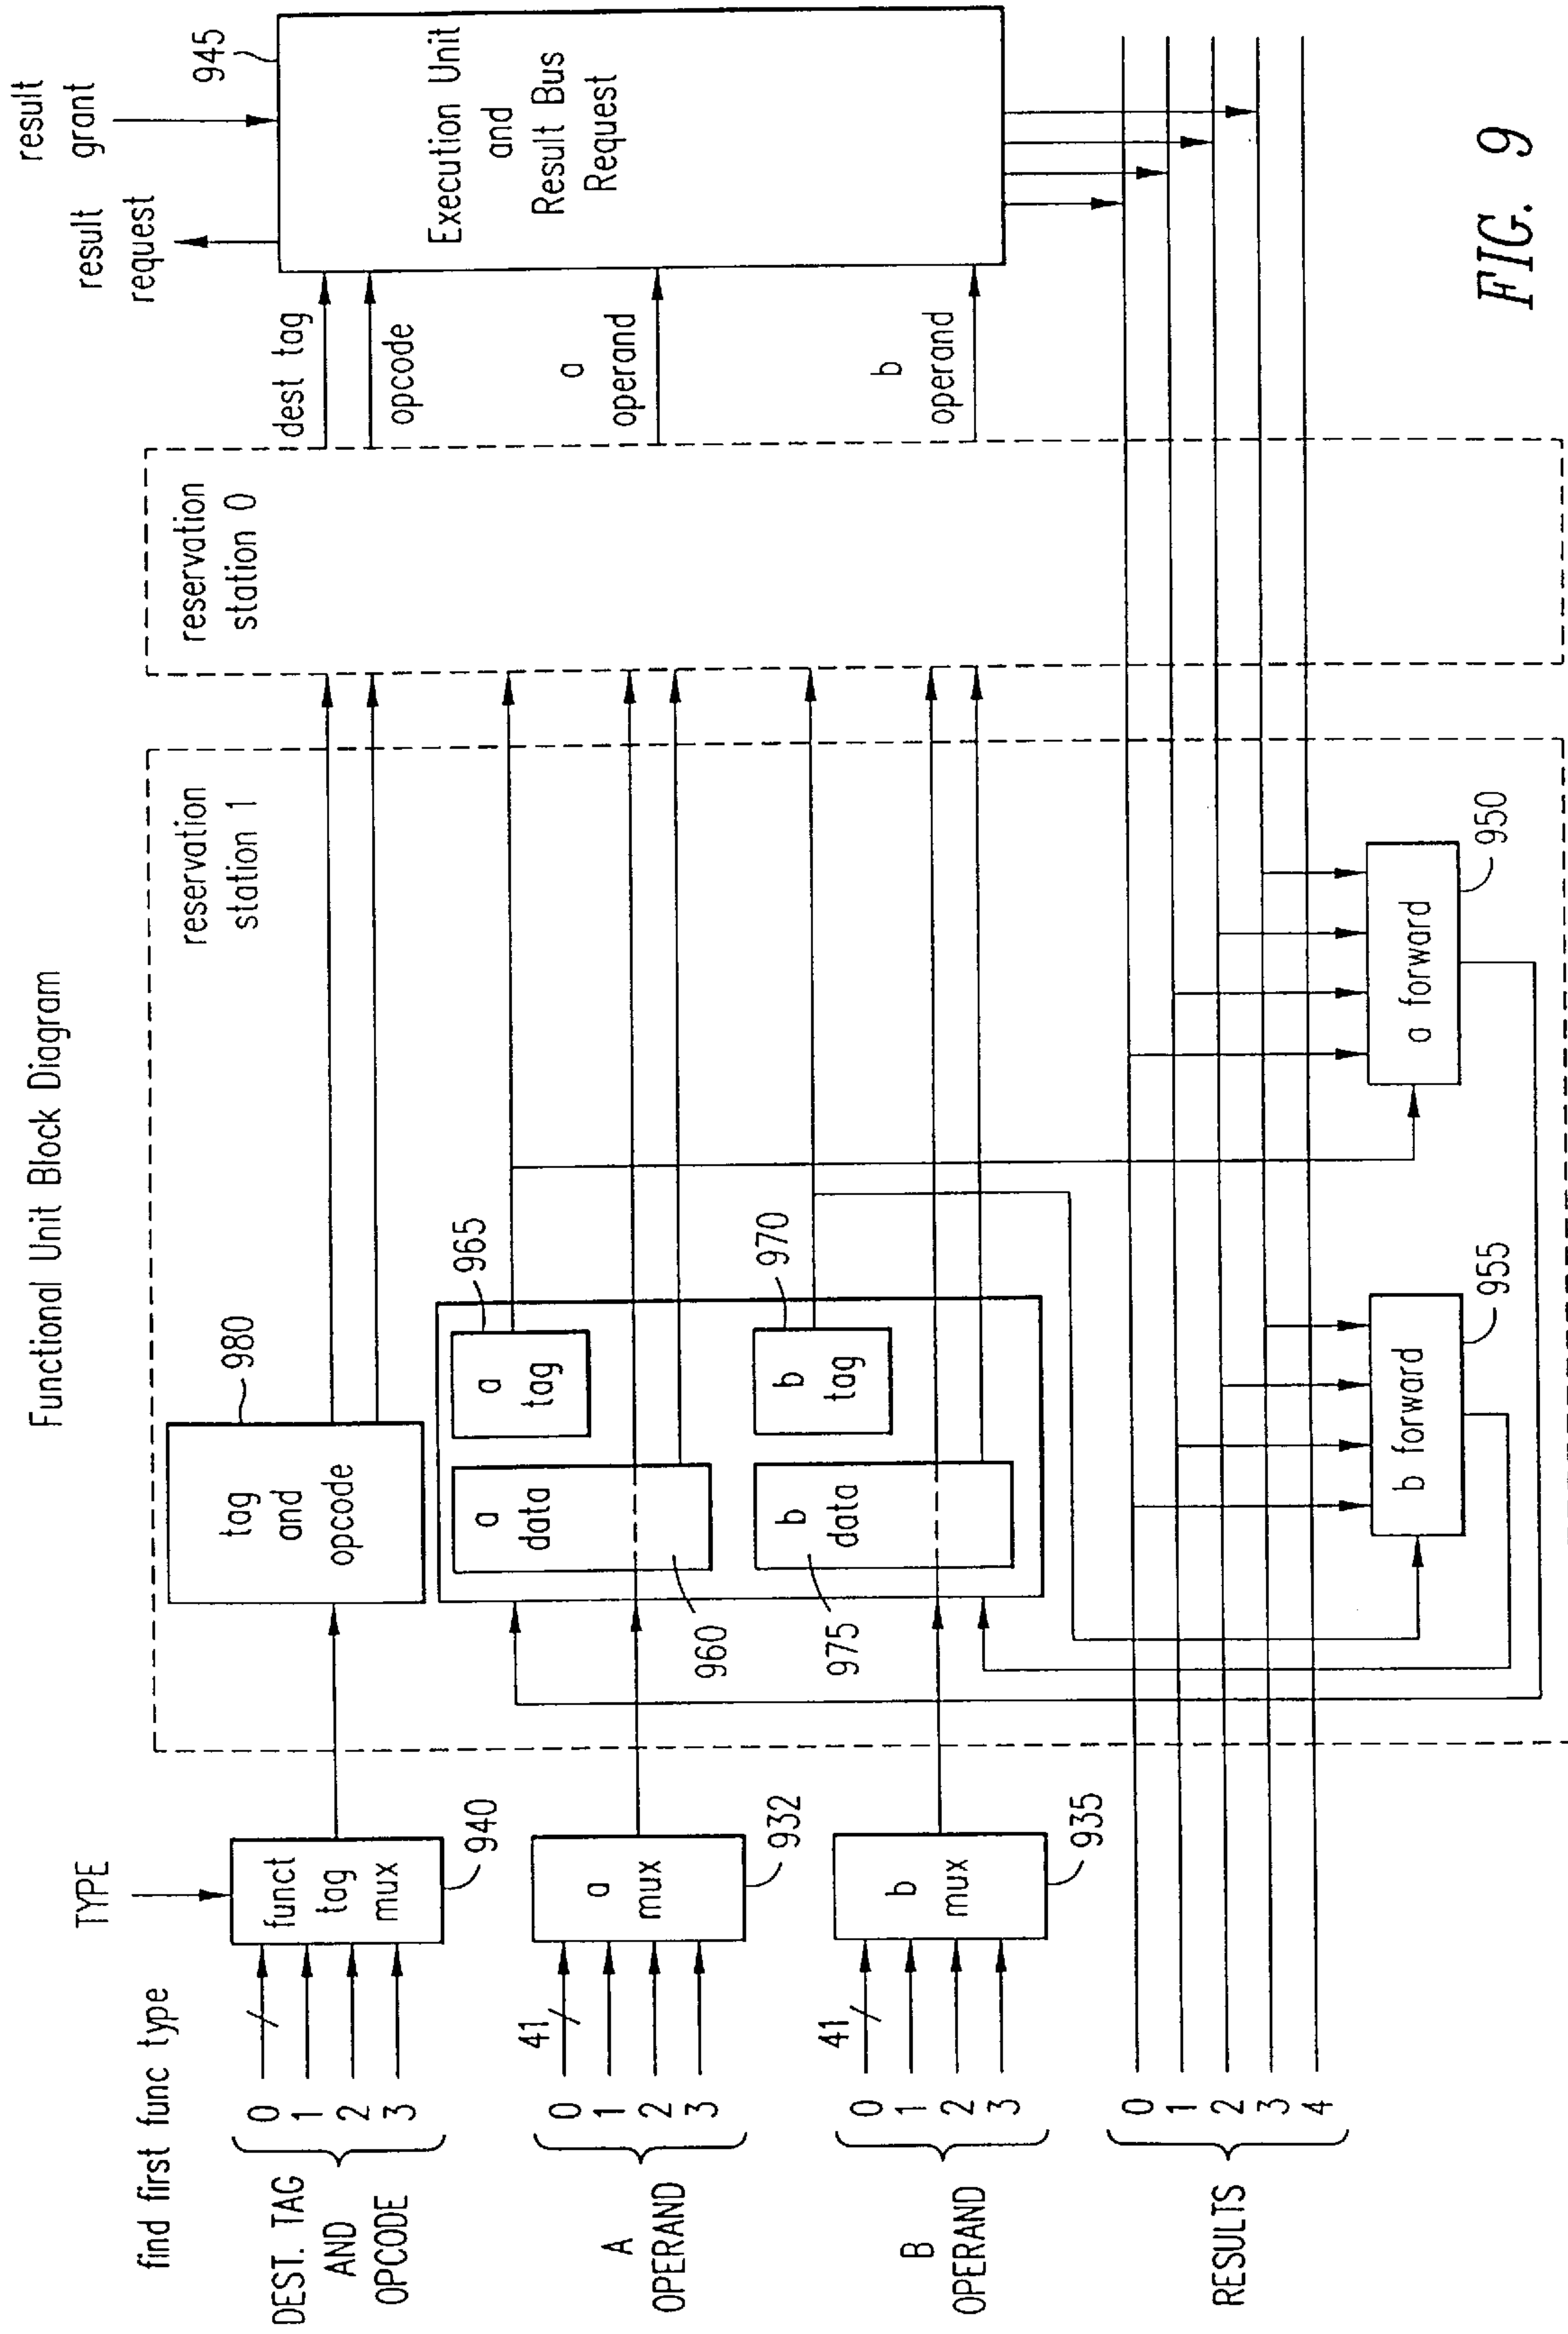 Functional Unit Block Diagram
find first func type
TYPE
DEST. TAG
AND
OPCODE
0
1
2
3
funct
tag
mux
940
A
OPERAND
41
0
1
2
3
a
mux
932
B
OPERAND
41
0
1
2
3
b
mux
935
RESULTS
0
1
2
3
4
reservation
station 1
tag
and
opcode
980
a
data
960
a
tag
965
b
data
975
b
tag
970
b forward
955
a forward
950
reservation
station 0
dest tag
opcode
a
operand
b
operand
result
request
result
grant
945
Execution Unit
and
Result Bus
Request
FIG. 9